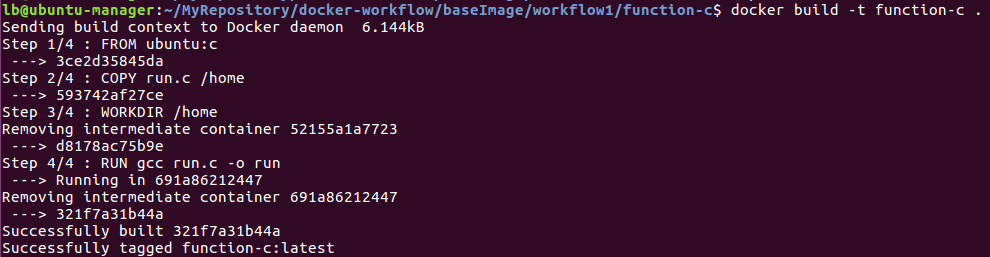 lb@ubuntu-manager:~/MyRepository/docker-workflow/baseImage/workflow1/function-c$ docker build -t function-c .
Sending build context to Docker daemon  6.144kB
Step 1/4 : FROM ubuntu:c
 ---> 3ce2d35845da
Step 2/4 : COPY run.c /home
 ---> 593742af27ce
Step 3/4 : WORKDIR /home
Removing intermediate container 52155a1a7723
 ---> d8178ac75b9e
Step 4/4 : RUN gcc run.c -o run
 ---> Running in 691a86212447
Removing intermediate container 691a86212447
 ---> 321f7a31b44a
Successfully built 321f7a31b44a
Successfully tagged function-c:latest